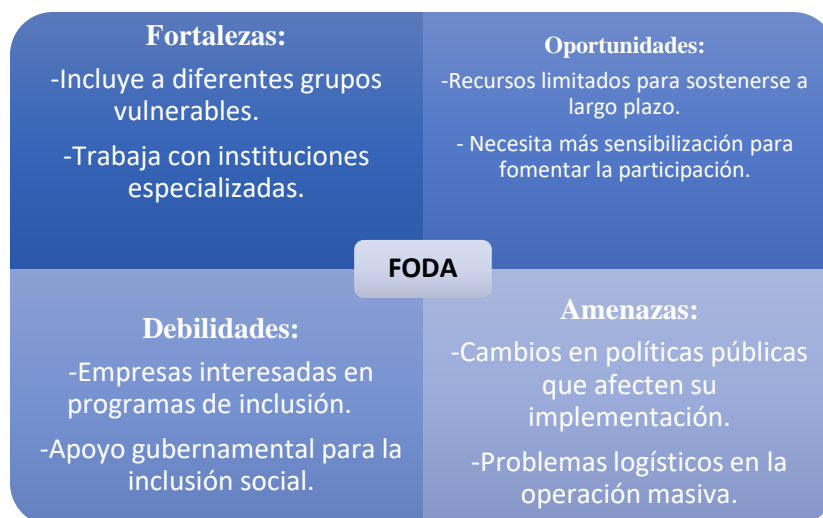 Fortalezas:
-Incluye a diferentes grupos
vulnerables.
-Trabaja con instituciones
especializadas.
Oportunidades:
-Recursos limitados para sostenerse a
largo plazo.
- Necesita más sensibilización para
fomentar la participación.
FODA
Debilidades:
-Empresas interesadas en
programas de inclusión.
-Apoyo gubernamental para la
inclusión social.
Amenazas:
-Cambios en políticas públicas
que afecten su
implementación.
-Problemas logísticos en la
operación masiva.